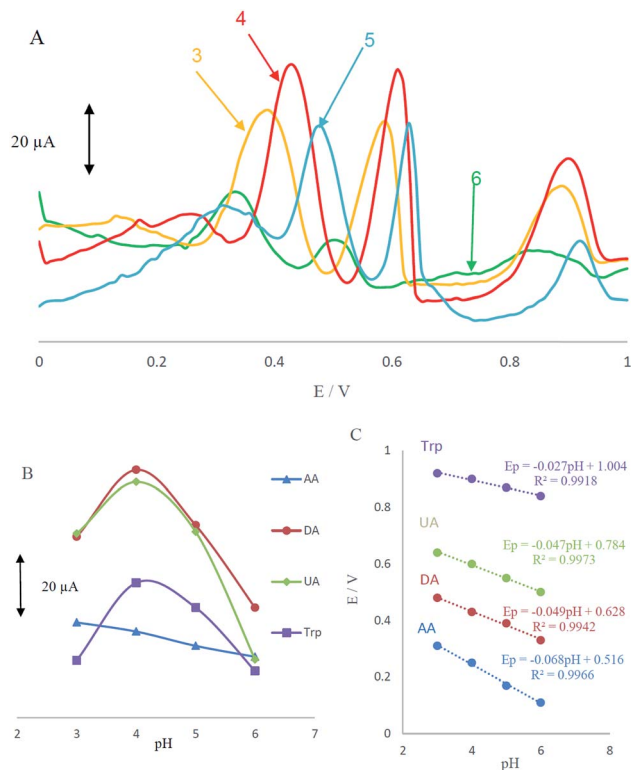 A
3
4
5
20 µA
6
0
0.2
0.4
0.6
0.8
1
E / V
B
AA
DA
UA
Trp
20 µA
2
3
4
5
6
7
pH
C
1
0.8
0.6
0.4
0.2
0
E / V
Trp
Ep = -0.027pH + 1.004
R² = 0.9918
UA
Ep = -0.047pH + 0.784
R² = 0.9973
DA
Ep = -0.049pH + 0.628
R² = 0.9942
AA
Ep = -0.068pH + 0.516
R² = 0.9966
2
4
6
8
pH